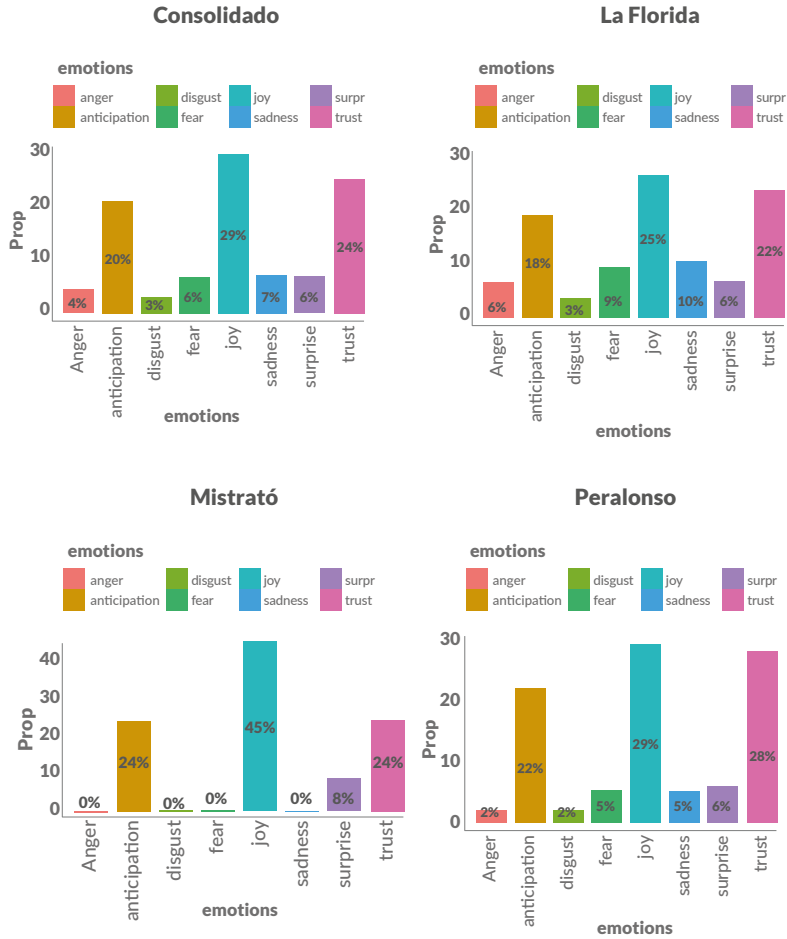 Consolidado
emotions
anger disgust joy surpr
anticipation fear sadness trust
30
20
10
0
Prop
4% 20% 3% 6% 29% 7% 6% 24%
Anger anticipation disgust fear joy sadness surprise trust
emotions
La Florida
emotions
anger disgust joy surpr
anticipation fear sadness trust
30
20
10
0
Prop
6% 18% 3% 9% 25% 10% 6% 22%
Anger anticipation disgust fear joy sadness surprise trust
emotions
Mistrató
emotions
anger disgust joy surpr
anticipation fear sadness trust
40
30
20
10
0
Prop
0% 24% 0% 0% 45% 0% 8% 24%
Anger anticipation disgust fear joy sadness surprise trust
emotions
Peralonso
emotions
anger disgust joy surpr
anticipation fear sadness trust
30
20
10
0
Prop
2% 22% 2% 5% 29% 5% 6% 28%
Anger anticipation disgust fear joy sadness surprise trust
emotions